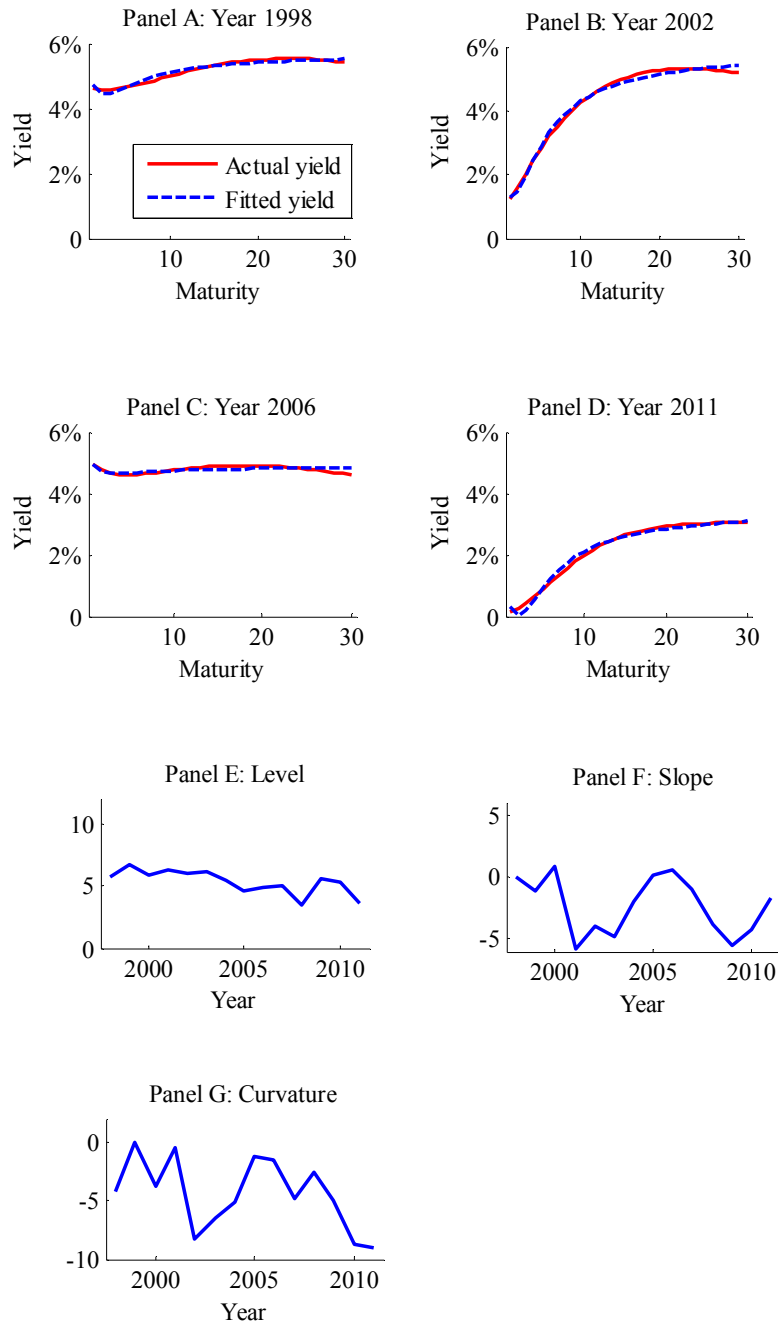 Panel A: Year 1998
6%
4%
2%
0
Yield
10
20
30
Maturity
Actual yield
Fitted yield
Panel B: Year 2002
6%
4%
2%
0
Yield
10
20
30
Maturity
Panel C: Year 2006
6%
4%
2%
0
Yield
10
20
30
Maturity
Panel D: Year 2011
6%
4%
2%
0
Yield
10
20
30
Maturity
Panel E: Level
10
5
0
2000
2005
2010
Year
Panel F: Slope
5
0
-5
2000
2005
2010
Year
Panel G: Curvature
0
-5
-10
2000
2005
2010
Year